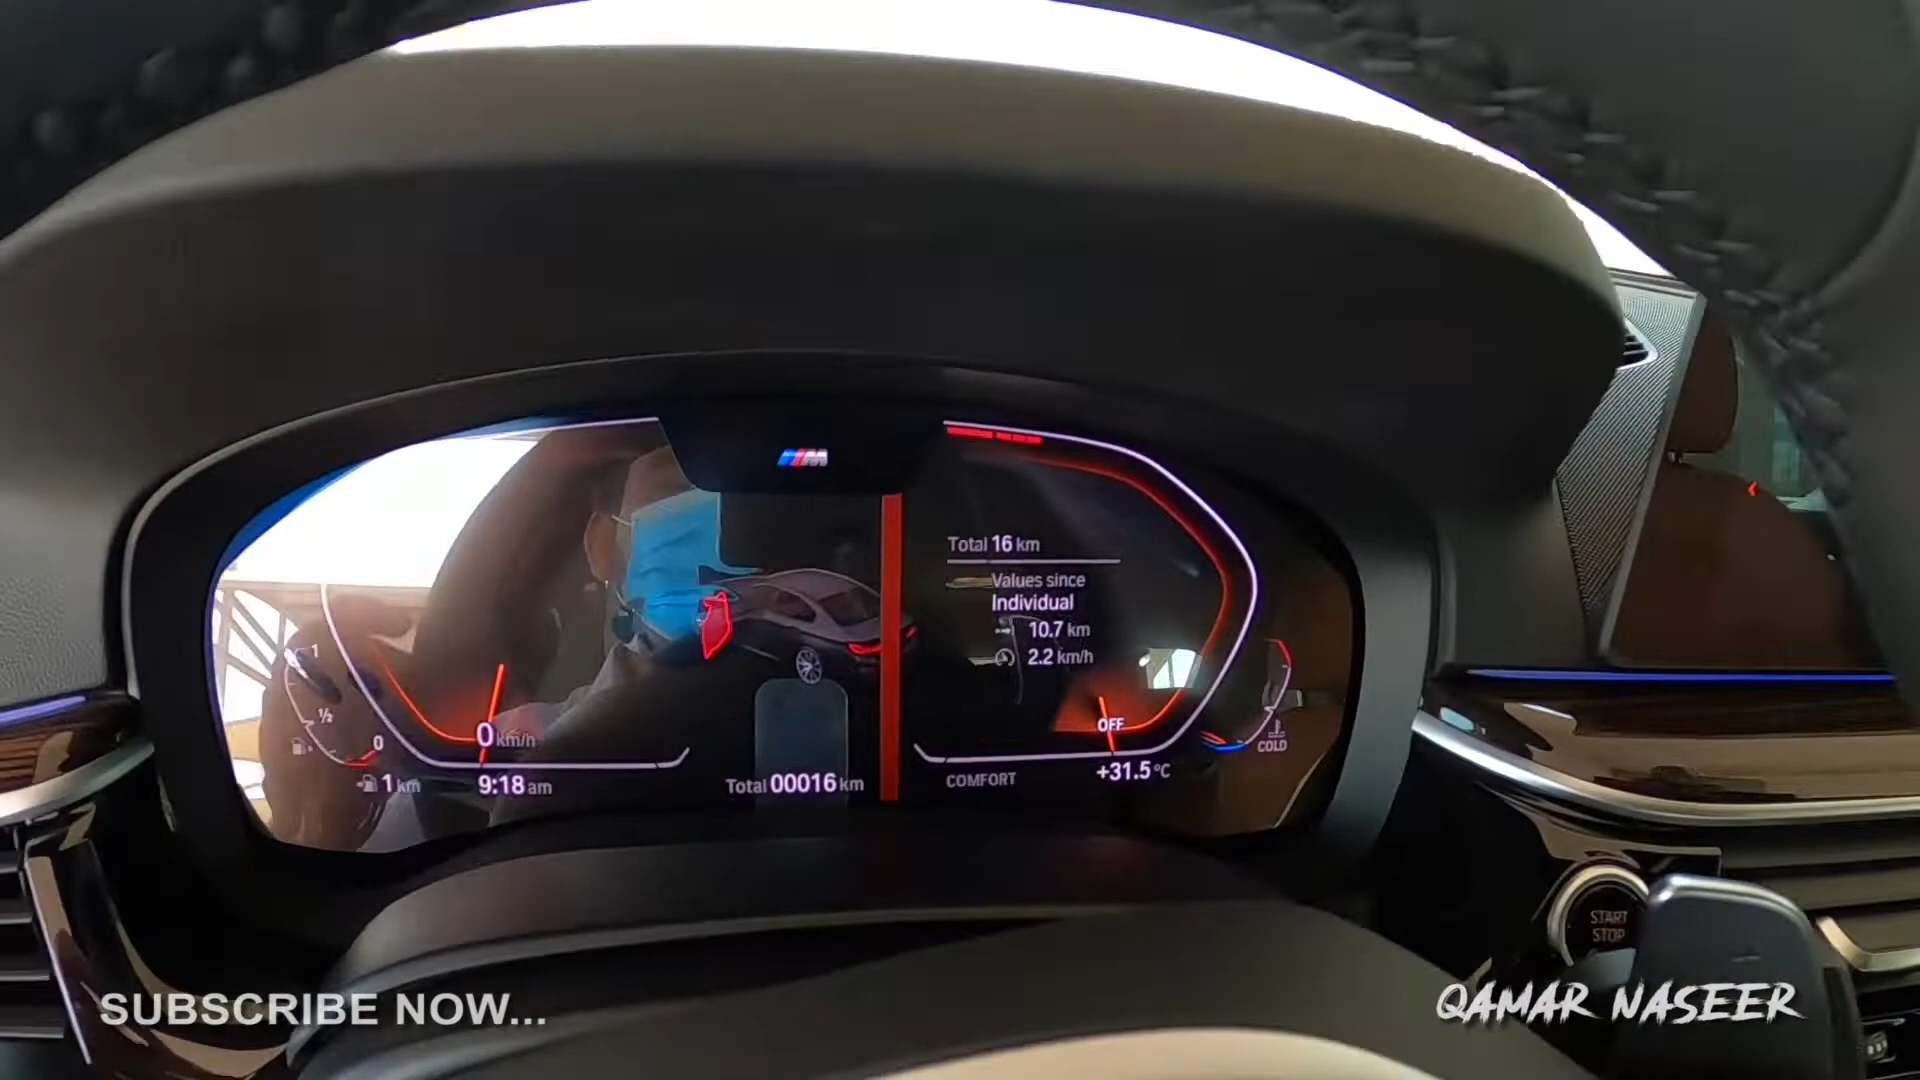 M
Total 16 km
Values since
Individual
10.7 km
2.2 km/h
1
½
0
0 km/h
OFF
COLD
1 km
9:18 am
Total 00016 km
COMFORT
+31.5°C
START
STOP
SUBSCRIBE NOW...
QAMAR NASEER